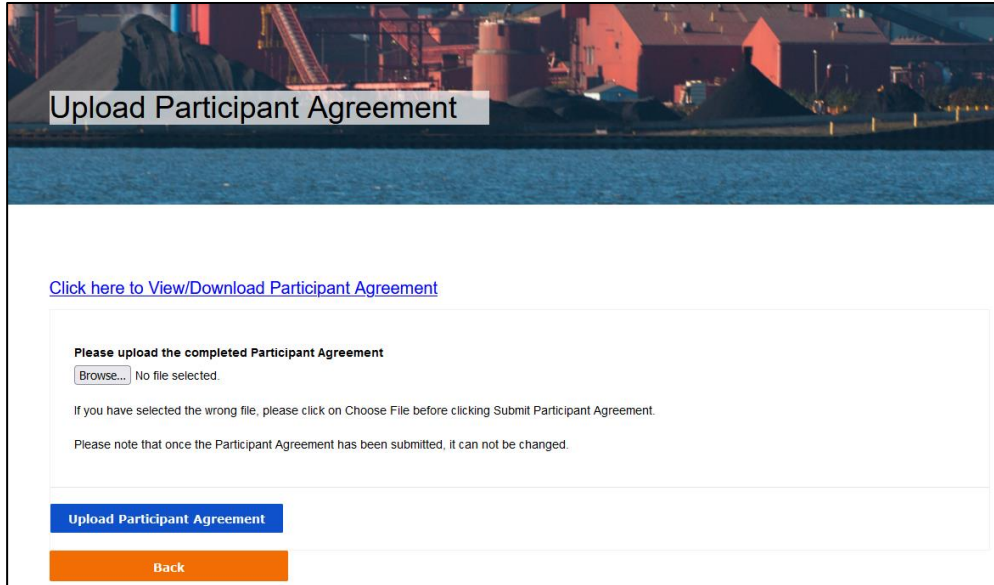 Upload Participant Agreement
Click here to View/Download Participant Agreement
Please upload the completed Participant Agreement
Browse... No file selected.
If you have selected the wrong file, please click on Choose File before clicking Submit Participant Agreement.
Please note that once the Participant Agreement has been submitted, it can not be changed.
Upload Participant Agreement
Back